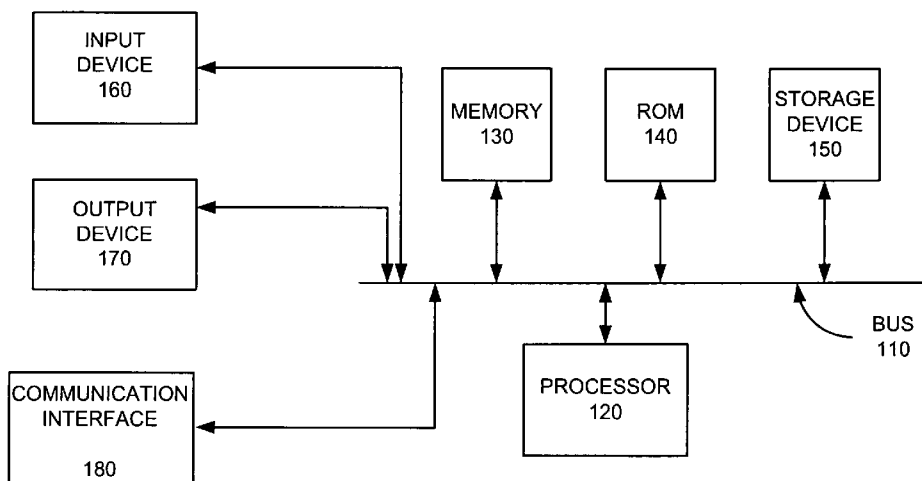 INPUT
DEVICE
160
MEMORY
130
ROM
140
STORAGE
DEVICE
150
OUTPUT
DEVICE
170
BUS
110
PROCESSOR
120
COMMUNICATION
INTERFACE
180